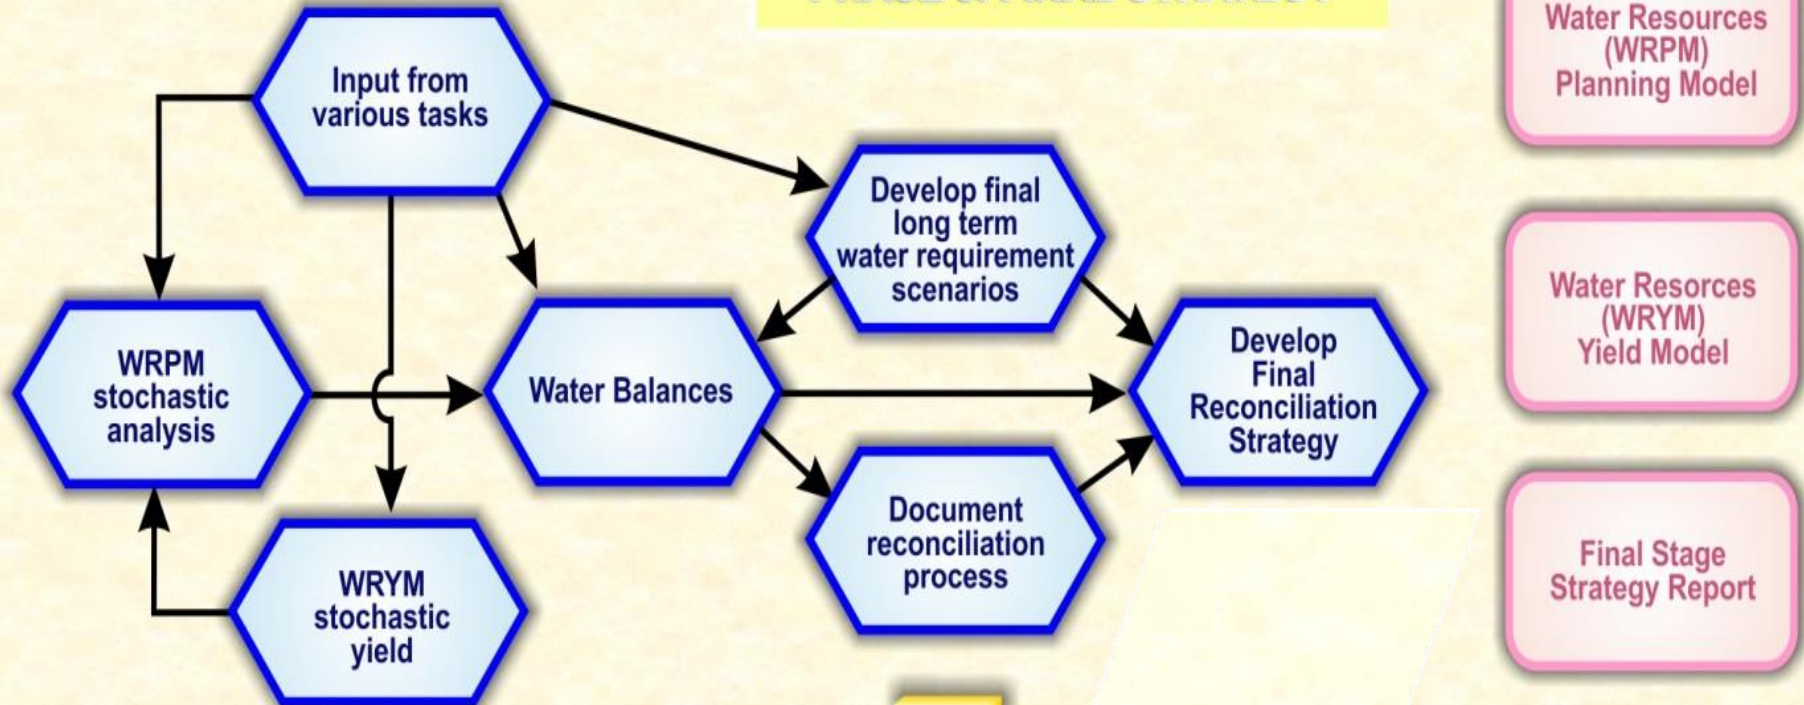 Input from
various tasks
Develop final
long term
water requirement
scenarios
WRPM
stochastic
analysis
Water Balances
Develop
Final
Reconciliation
Strategy
Document
reconciliation
process
WRYM
stochastic
yield
Water Resources
(WRPM)
Planning Model
Water Resorces
(WRYM)
Yield Model
Final Stage
Strategy Report